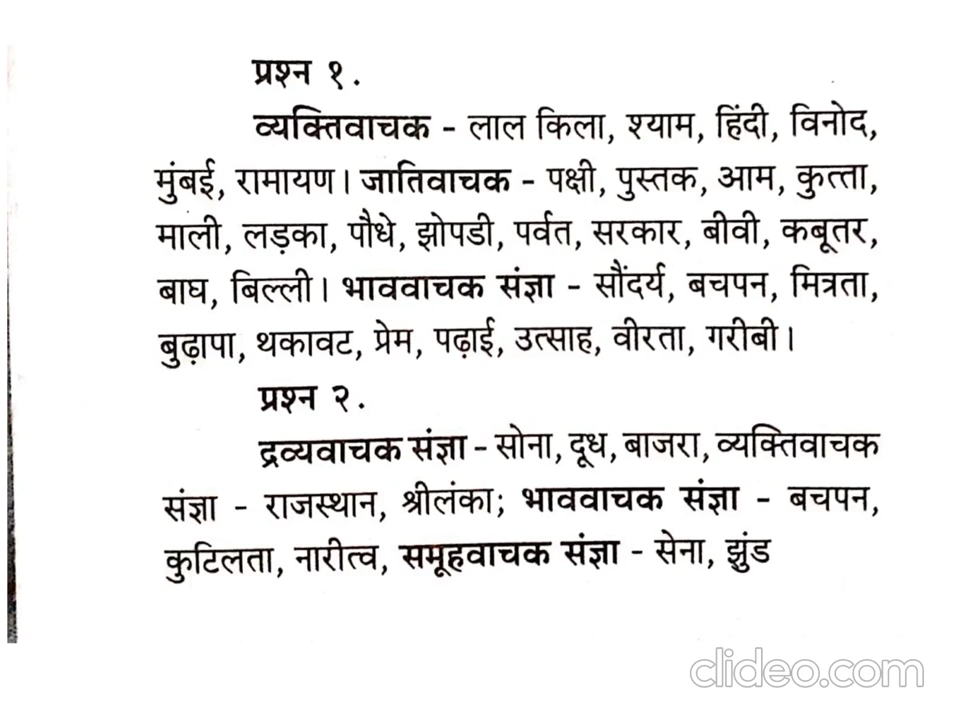 प्रश्न १.
व्यक्तिवाचक - लाल किला, श्याम, हिंदी, विनोद,
मुंबई, रामायण। जातिवाचक - पक्षी, पुस्तक, आम, कुत्ता,
माली, लड़का, पौधे, झोपडी, पर्वत, सरकार, बीवी, कबूतर,
बाघ, बिल्ली। भाववाचक संज्ञा - सौंदर्य, बचपन, मित्रता,
बुढ़ापा, थकावट, प्रेम, पढ़ाई, उत्साह, वीरता, गरीबी।
प्रश्न २.
द्रव्यवाचक संज्ञा - सोना, दूध, बाजरा, व्यक्तिवाचक
संज्ञा - राजस्थान, श्रीलंका; भाववाचक संज्ञा - बचपन,
कुटिलता, नारीत्व, समूहवाचक संज्ञा - सेना, झुंड
clideo.com